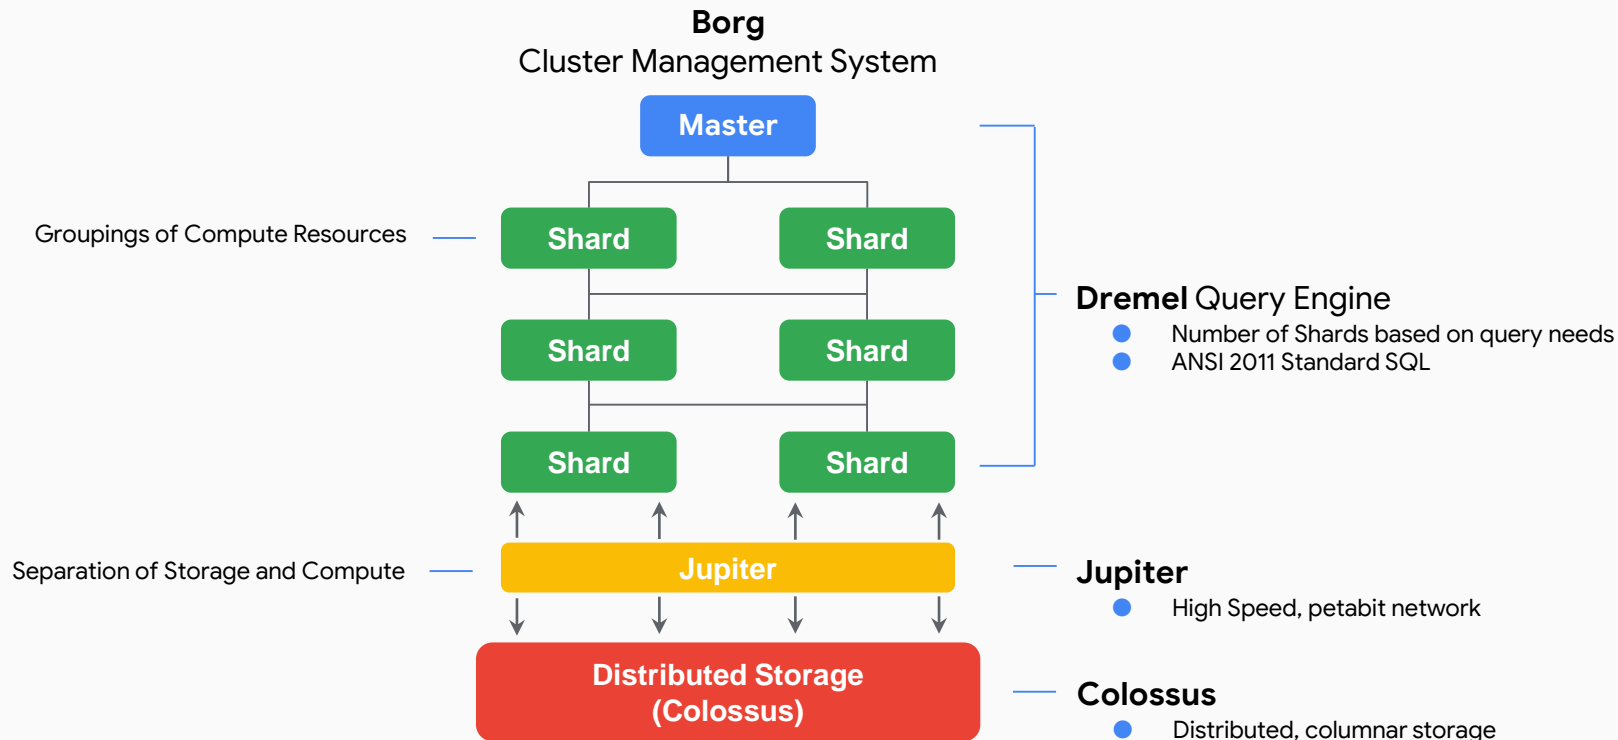 Borg
Cluster Management System
Master
Groupings of Compute Resources
Shard
Shard
Dremel Query Engine
Number of Shards based on query needs
ANSI 2011 Standard SQL
Shard
Shard
Shard
Shard
Separation of Storage and Compute
Jupiter
Jupiter
High Speed, petabit network
Distributed Storage
(Colossus)
Colossus
Distributed, columnar storage